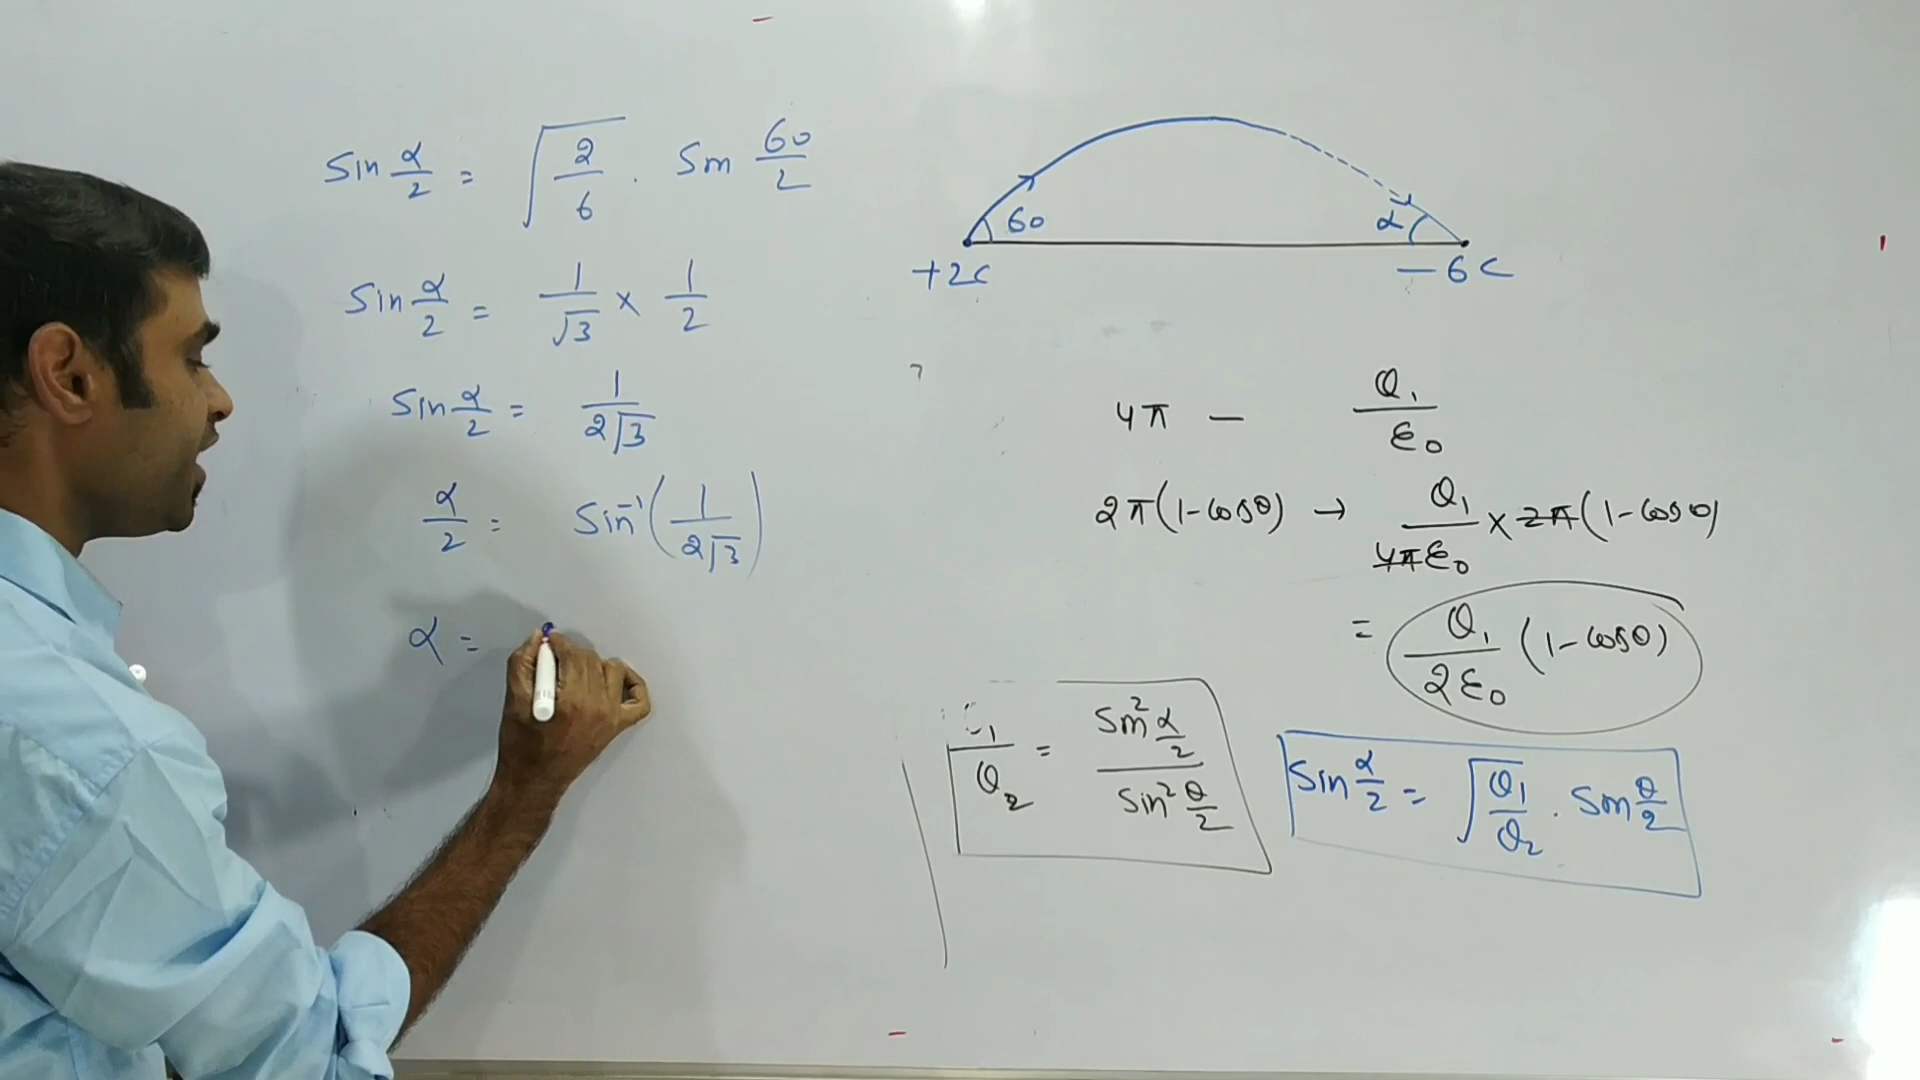 Sin α/2 = √(2/6) . Sin 60/2
Sin α/2 = 1/√3 × 1/2
Sin α/2 = 1/2√3
α/2 = Sin⁻¹(1/2√3)
α =
60
α
+2C
−6C
4π − Q₁/ε₀
2π(1-cosθ) → Q₁/4πε₀ × 2π(1-cosθ)
= Q₁/2ε₀ (1-cosθ)
₁/Q₂ = Sin² α/2 / Sin² θ/2
Sin α/2 = √(Q₁/Q₂) . Sin θ/2